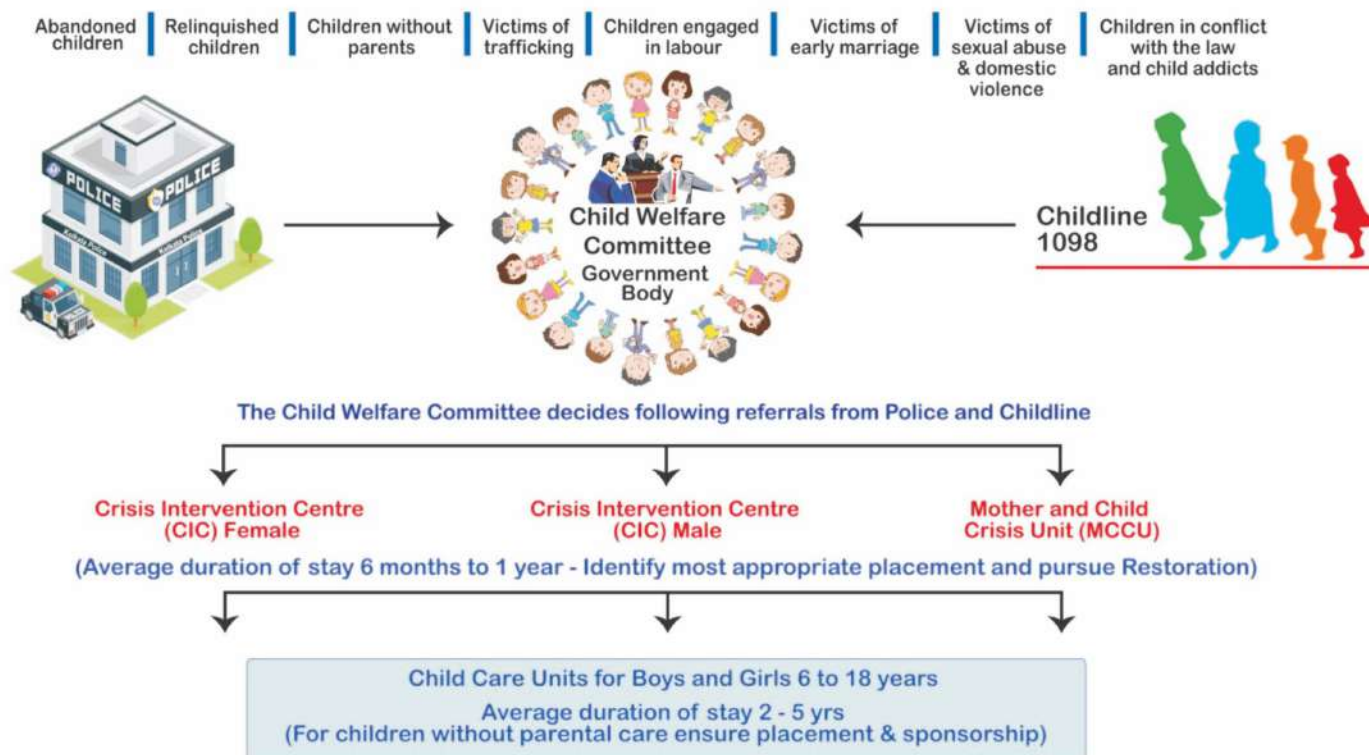 Abandoned children
Relinquished children
Children without parents
Victims of trafficking
Children engaged in labour
Victims of early marriage
Victims of sexual abuse & domestic violence
Children in conflict with the law and child addicts
POLICE
POLICE
Kolkata Police
Kolkata Police
Child Welfare
Committee
Government
Body
Childline
1098
The Child Welfare Committee decides following referrals from Police and Childline
Crisis Intervention Centre
(CIC) Female
Crisis Intervention Centre
(CIC) Male
Mother and Child
Crisis Unit (MCCU)
(Average duration of stay 6 months to 1 year - Identify most appropriate placement and pursue Restoration)
Child Care Units for Boys and Girls 6 to 18 years
Average duration of stay 2 - 5 yrs
(For children without parental care ensure placement & sponsorship)